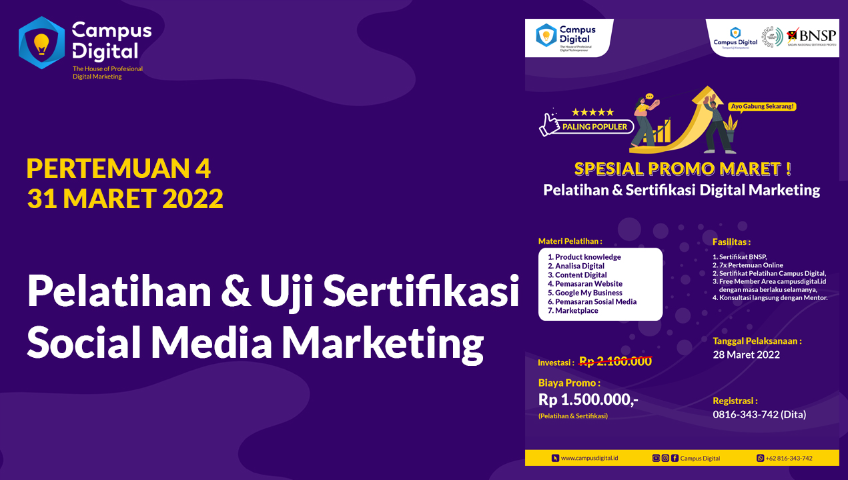 Campus
Digital
The House of Profesional
Digital Marketing
PERTEMUAN 4
31 MARET 2022
Pelatihan & Uji Sertifikasi
Social Media Marketing
Campus
Digital
Campus Digital
BNSP
PALING POPULER
Ayo Gabung Sekarang!
SPESIAL PROMO MARET !
Pelatihan & Sertifikasi Digital Marketing
Materi Pelatihan :
1. Product knowledge
2. Analisa Digital
3. Content Digital
4. Pemasaran Website
5. Google My Business
6. Pemasaran Sosial Media
7. Marketplace
Fasilitas :
1. Sertifikat BNSP,
2. 7x Pertemuan Online
2. Sertifikat Pelatihan Campus Digital,
3. Free Member Area campusdigital.id
dengan masa berlaku selamanya,
4. Konsultasi langsung dengan Mentor.
Investasi : Rp 2.100.000
Biaya Promo :
Rp 1.500.000,-
(Pelatihan & Sertifikasi)
Tanggal Pelaksanaan :
28 Maret 2022
Registrasi :
0816-343-742 (Dita)
www.campusdigital.id
Campus Digital
+62 816-343-742